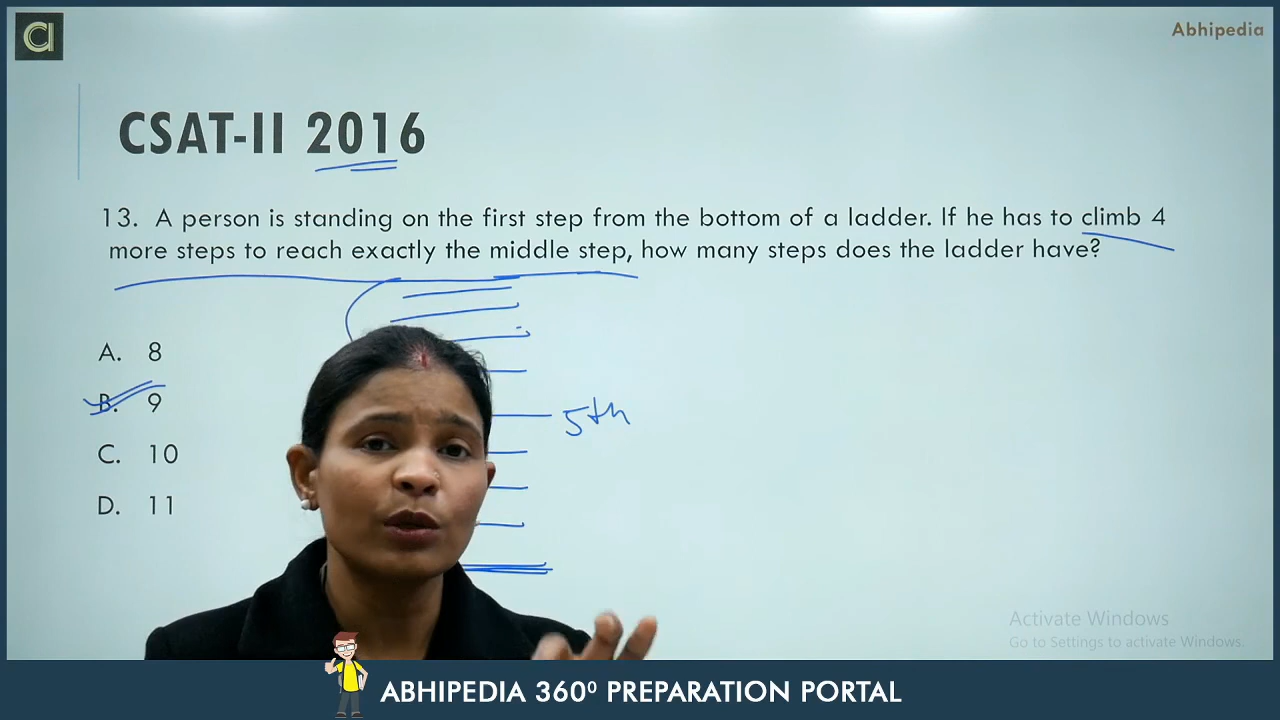 Abhipedia
CSAT-II 2016
13. A person is standing on the first step from the bottom of a ladder. If he has to climb 4
more steps to reach exactly the middle step, how many steps does the ladder have?
A. 8
B. 9
5th
C. 10
D. 11
Activate Windows
Go to Settings to activate Windows.
ABHIPEDIA 360⁰ PREPARATION PORTAL